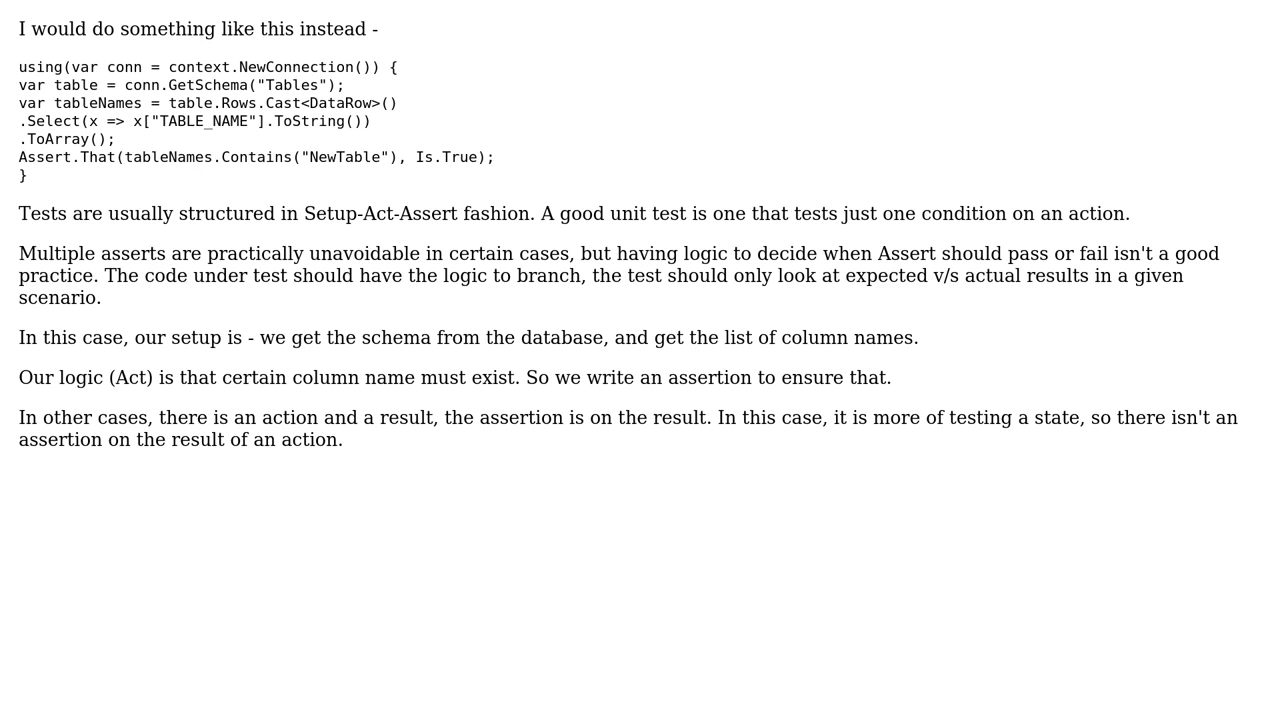 I would do something like this instead -
using(var conn = context.NewConnection()) {
var table = conn.GetSchema("Tables");
var tableNames = table.Rows.Cast<DataRow>()
.Select(x => x["TABLE_NAME"].ToString())
.ToArray();
Assert.That(tableNames.Contains("NewTable"), Is.True);
}
Tests are usually structured in Setup-Act-Assert fashion. A good unit test is one that tests just one condition on an action.
Multiple asserts are practically unavoidable in certain cases, but having logic to decide when Assert should pass or fail isn't a good
practice. The code under test should have the logic to branch, the test should only look at expected v/s actual results in a given
scenario.
In this case, our setup is - we get the schema from the database, and get the list of column names.
Our logic (Act) is that certain column name must exist. So we write an assertion to ensure that.
In other cases, there is an action and a result, the assertion is on the result. In this case, it is more of testing a state, so there isn't an
assertion on the result of an action.